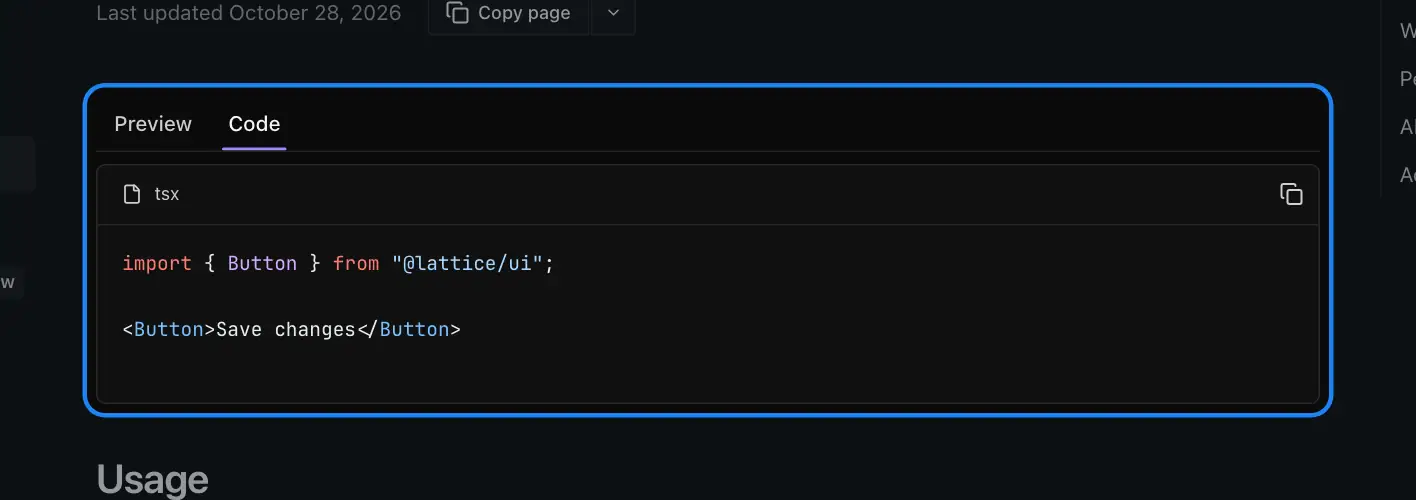 Last updated October 28, 2026
Copy page
Preview
Code
tsx
import { Button } from "@lattice/ui";
<Button>Save changes</Button>
Usage